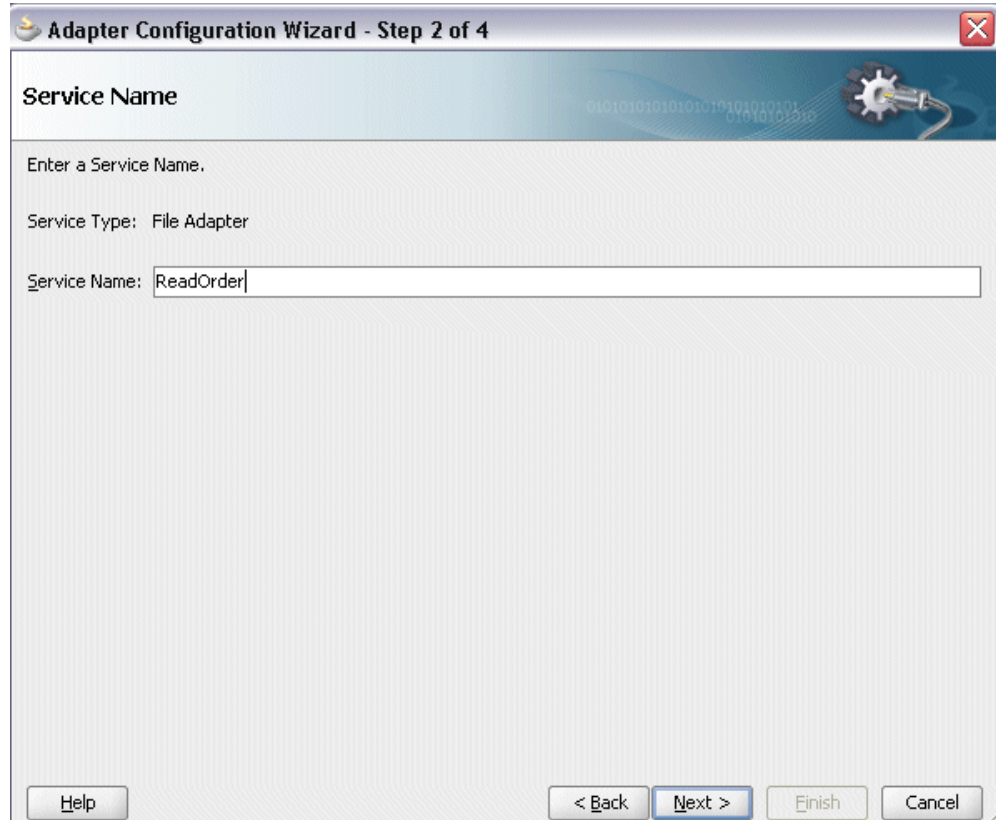 Adapter Configuration Wizard - Step 2 of 4
Service Name
Enter a Service Name.
Service Type: File Adapter
Service Name: ReadOrder
Help < Back Next > Finish Cancel